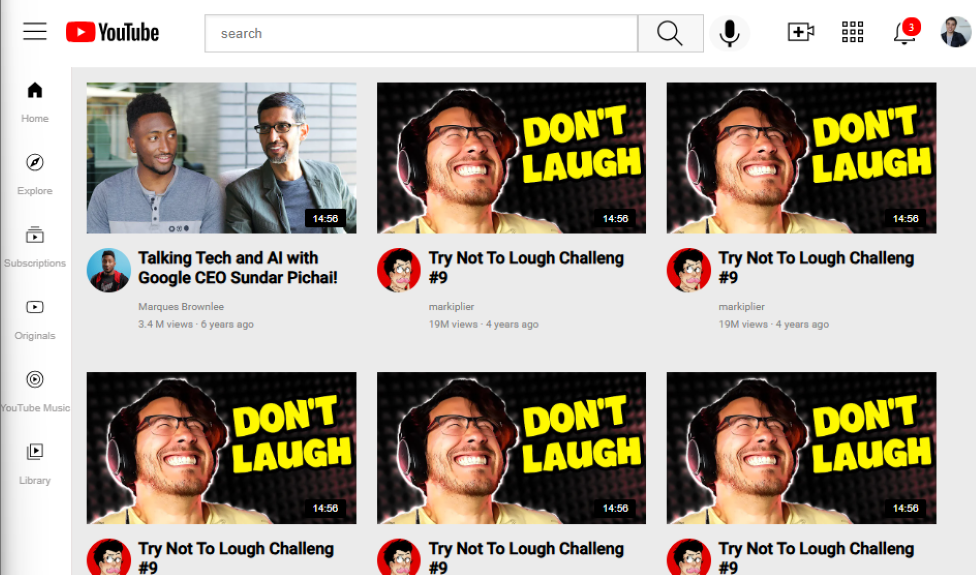 YouTube
search
3
Home
Explore
Subscriptions
Originals
YouTube Music
Library
14:56
Talking Tech and AI with
Google CEO Sundar Pichai!
Marques Brownlee
3.4 M views · 6 years ago
DON'T
LAUGH
14:56
Try Not To Lough Challeng
#9
markiplier
19M views · 4 years ago
DON'T
LAUGH
14:56
Try Not To Lough Challeng
#9
markiplier
19M views · 4 years ago
DON'T
LAUGH
14:56
Try Not To Lough Challeng
#9
DON'T
LAUGH
14:56
Try Not To Lough Challeng
#9
DON'T
LAUGH
14:56
Try Not To Lough Challeng
#9